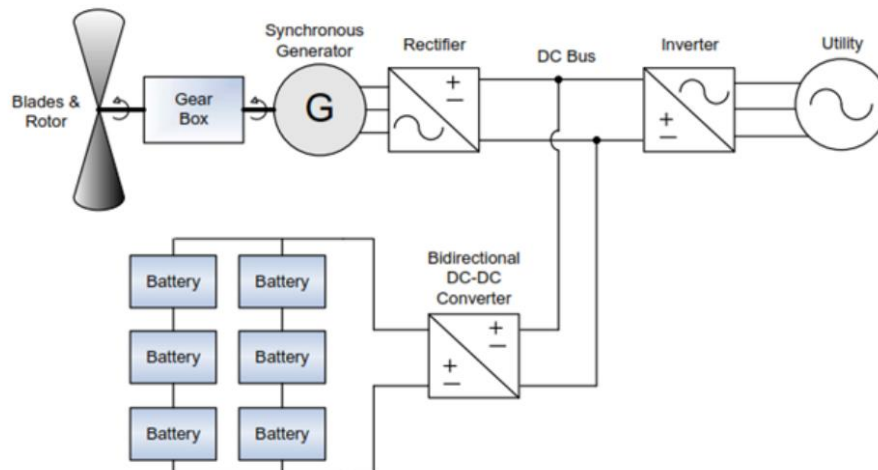 Synchronous
Generator
Rectifier
DC Bus
Inverter
Utility
Blades &
Rotor
Gear
Box
G
+
−
+
−
Bidirectional
DC-DC
Converter
Battery
Battery
+
−
+
−
Battery
Battery
Battery
Battery